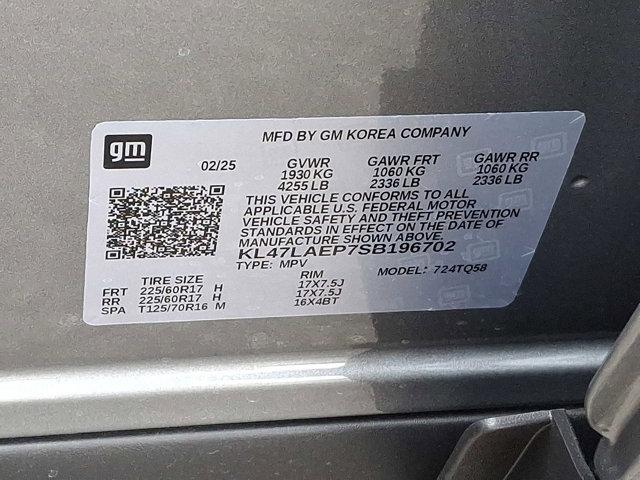 gm
MFD BY GM KOREA COMPANY
02/25 GVWR GAWR FRT GAWR RR
1930 KG 1060 KG 1060 KG
4255 LB 2336 LB 2336 LB
THIS VEHICLE CONFORMS TO ALL
APPLICABLE U.S. FEDERAL MOTOR
VEHICLE SAFETY AND THEFT PREVENTION
STANDARDS IN EFFECT ON THE DATE OF
MANUFACTURE SHOWN ABOVE.
KL47LAEP7SB196702
TYPE: MPV MODEL: 724TQ58
TIRE SIZE RIM
FRT 225/60R17 H 17X7.5J
RR 225/60R17 H 17X7.5J
SPA T125/70R16 M 16X4BT